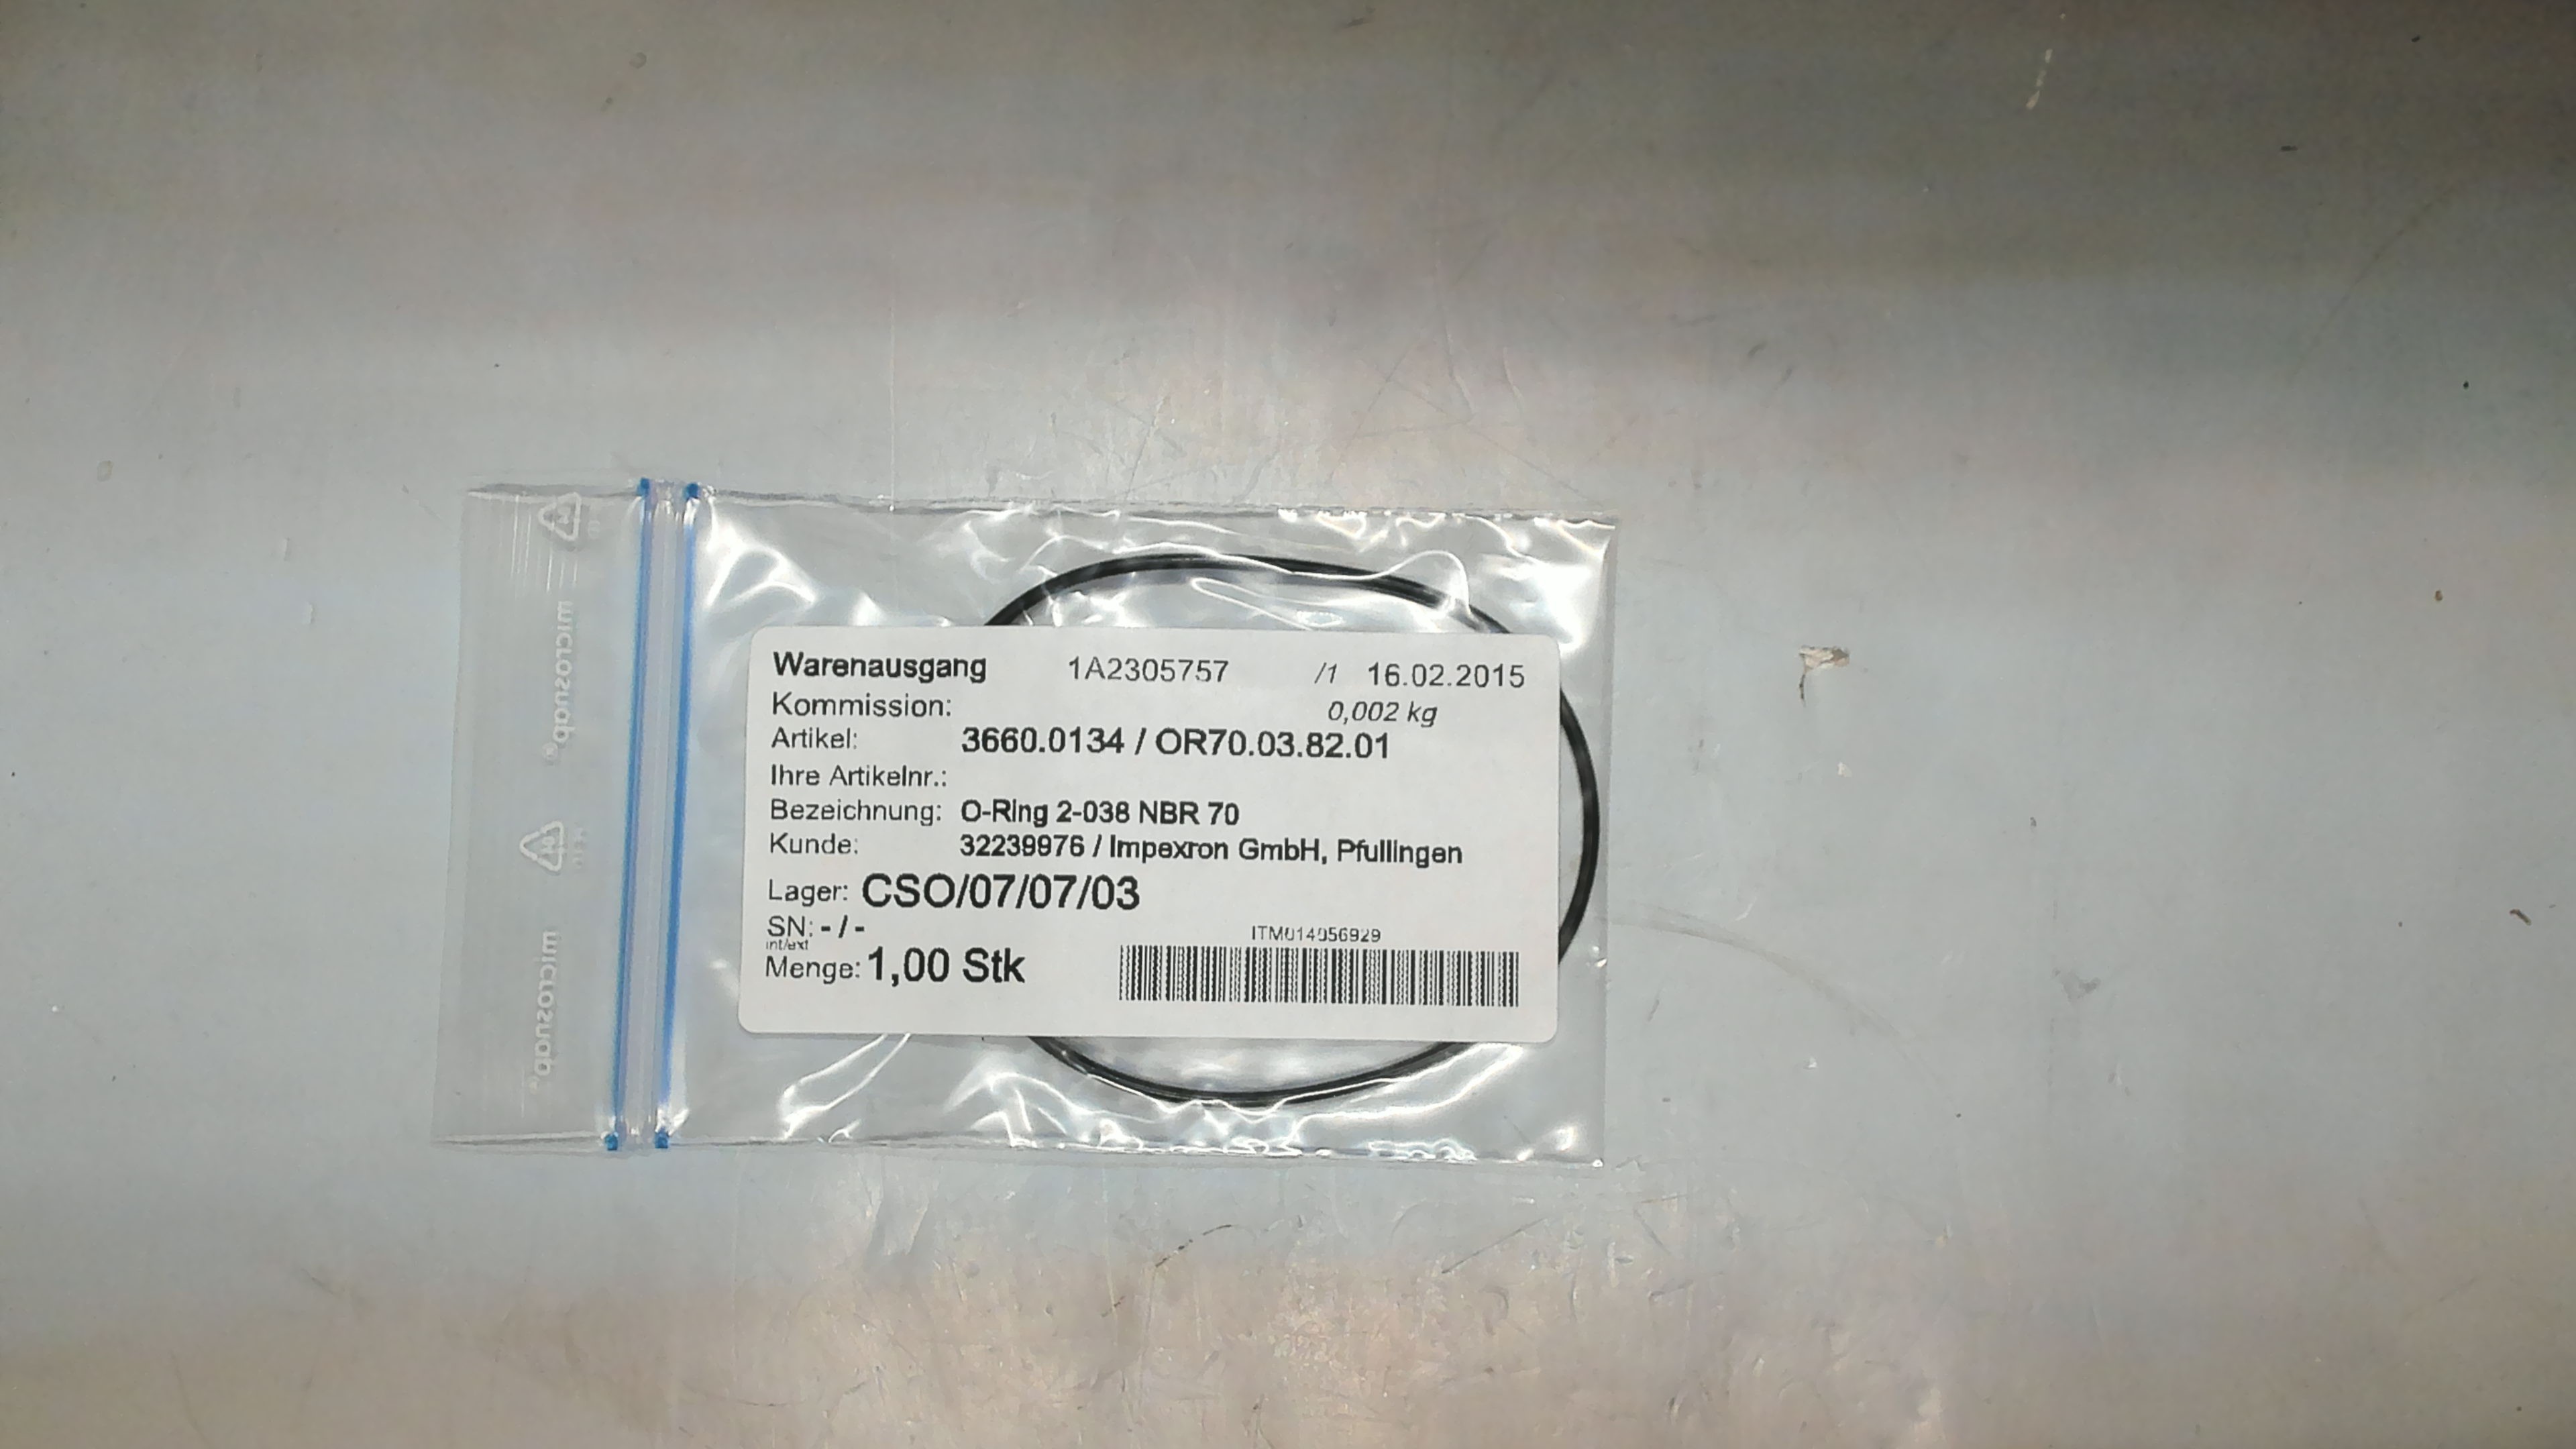 Warenausgang 1A2305757 /1 16.02.2015
Kommission: 0,002 kg
Artikel: 3660.0134 / OR70.03.82.01
Ihre Artikelnr.:
Bezeichnung: O-Ring 2-038 NBR 70
Kunde: 32239976 / Impexron GmbH, Pfullingen
Lager: CSO/07/07/03
SN: - / -
int/ext
ITM014056929
Menge: 1,00 Stk
microsnap®
microsnap®